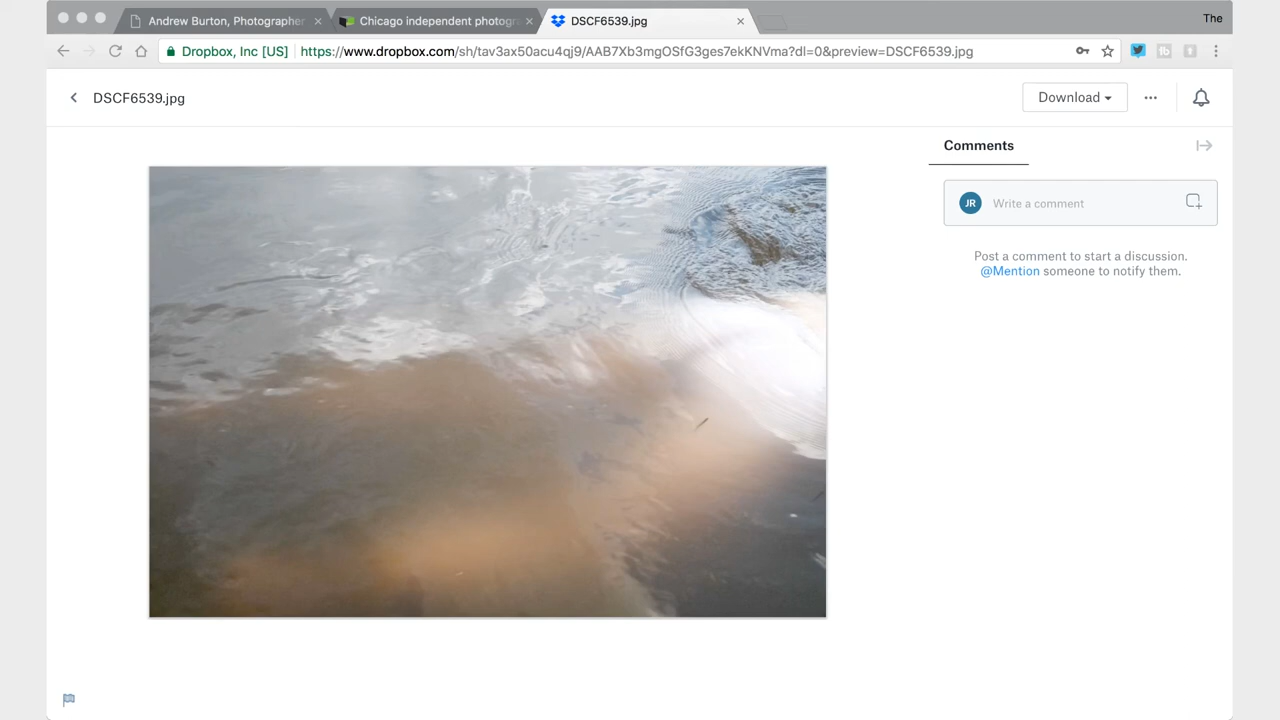 Andrew Burton, Photographer
Chicago independent photogra
DSCF6539.jpg
The
Dropbox, Inc [US]
https://www.dropbox.com/sh/tav3ax50acu4qj9/AAB7Xb3mgOSfG3ges7ekKNVma?dl=0&preview=DSCF6539.jpg
DSCF6539.jpg
Download
Comments
JR
Write a comment
Post a comment to start a discussion.
@Mention someone to notify them.